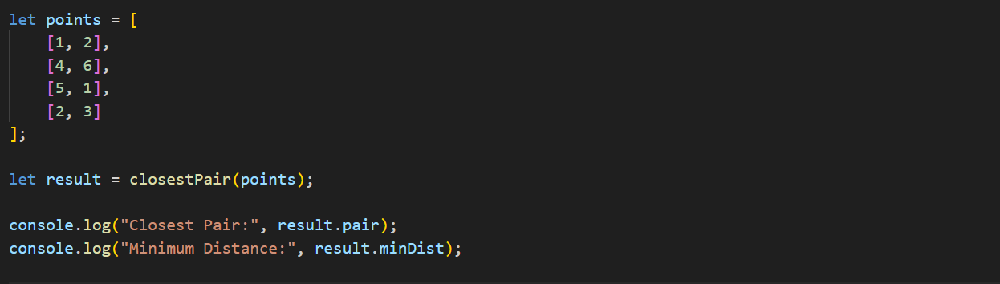 let points = [
    [1, 2],
    [4, 6],
    [5, 1],
    [2, 3]
];
let result = closestPair(points);
console.log("Closest Pair:", result.pair);
console.log("Minimum Distance:", result.minDist);